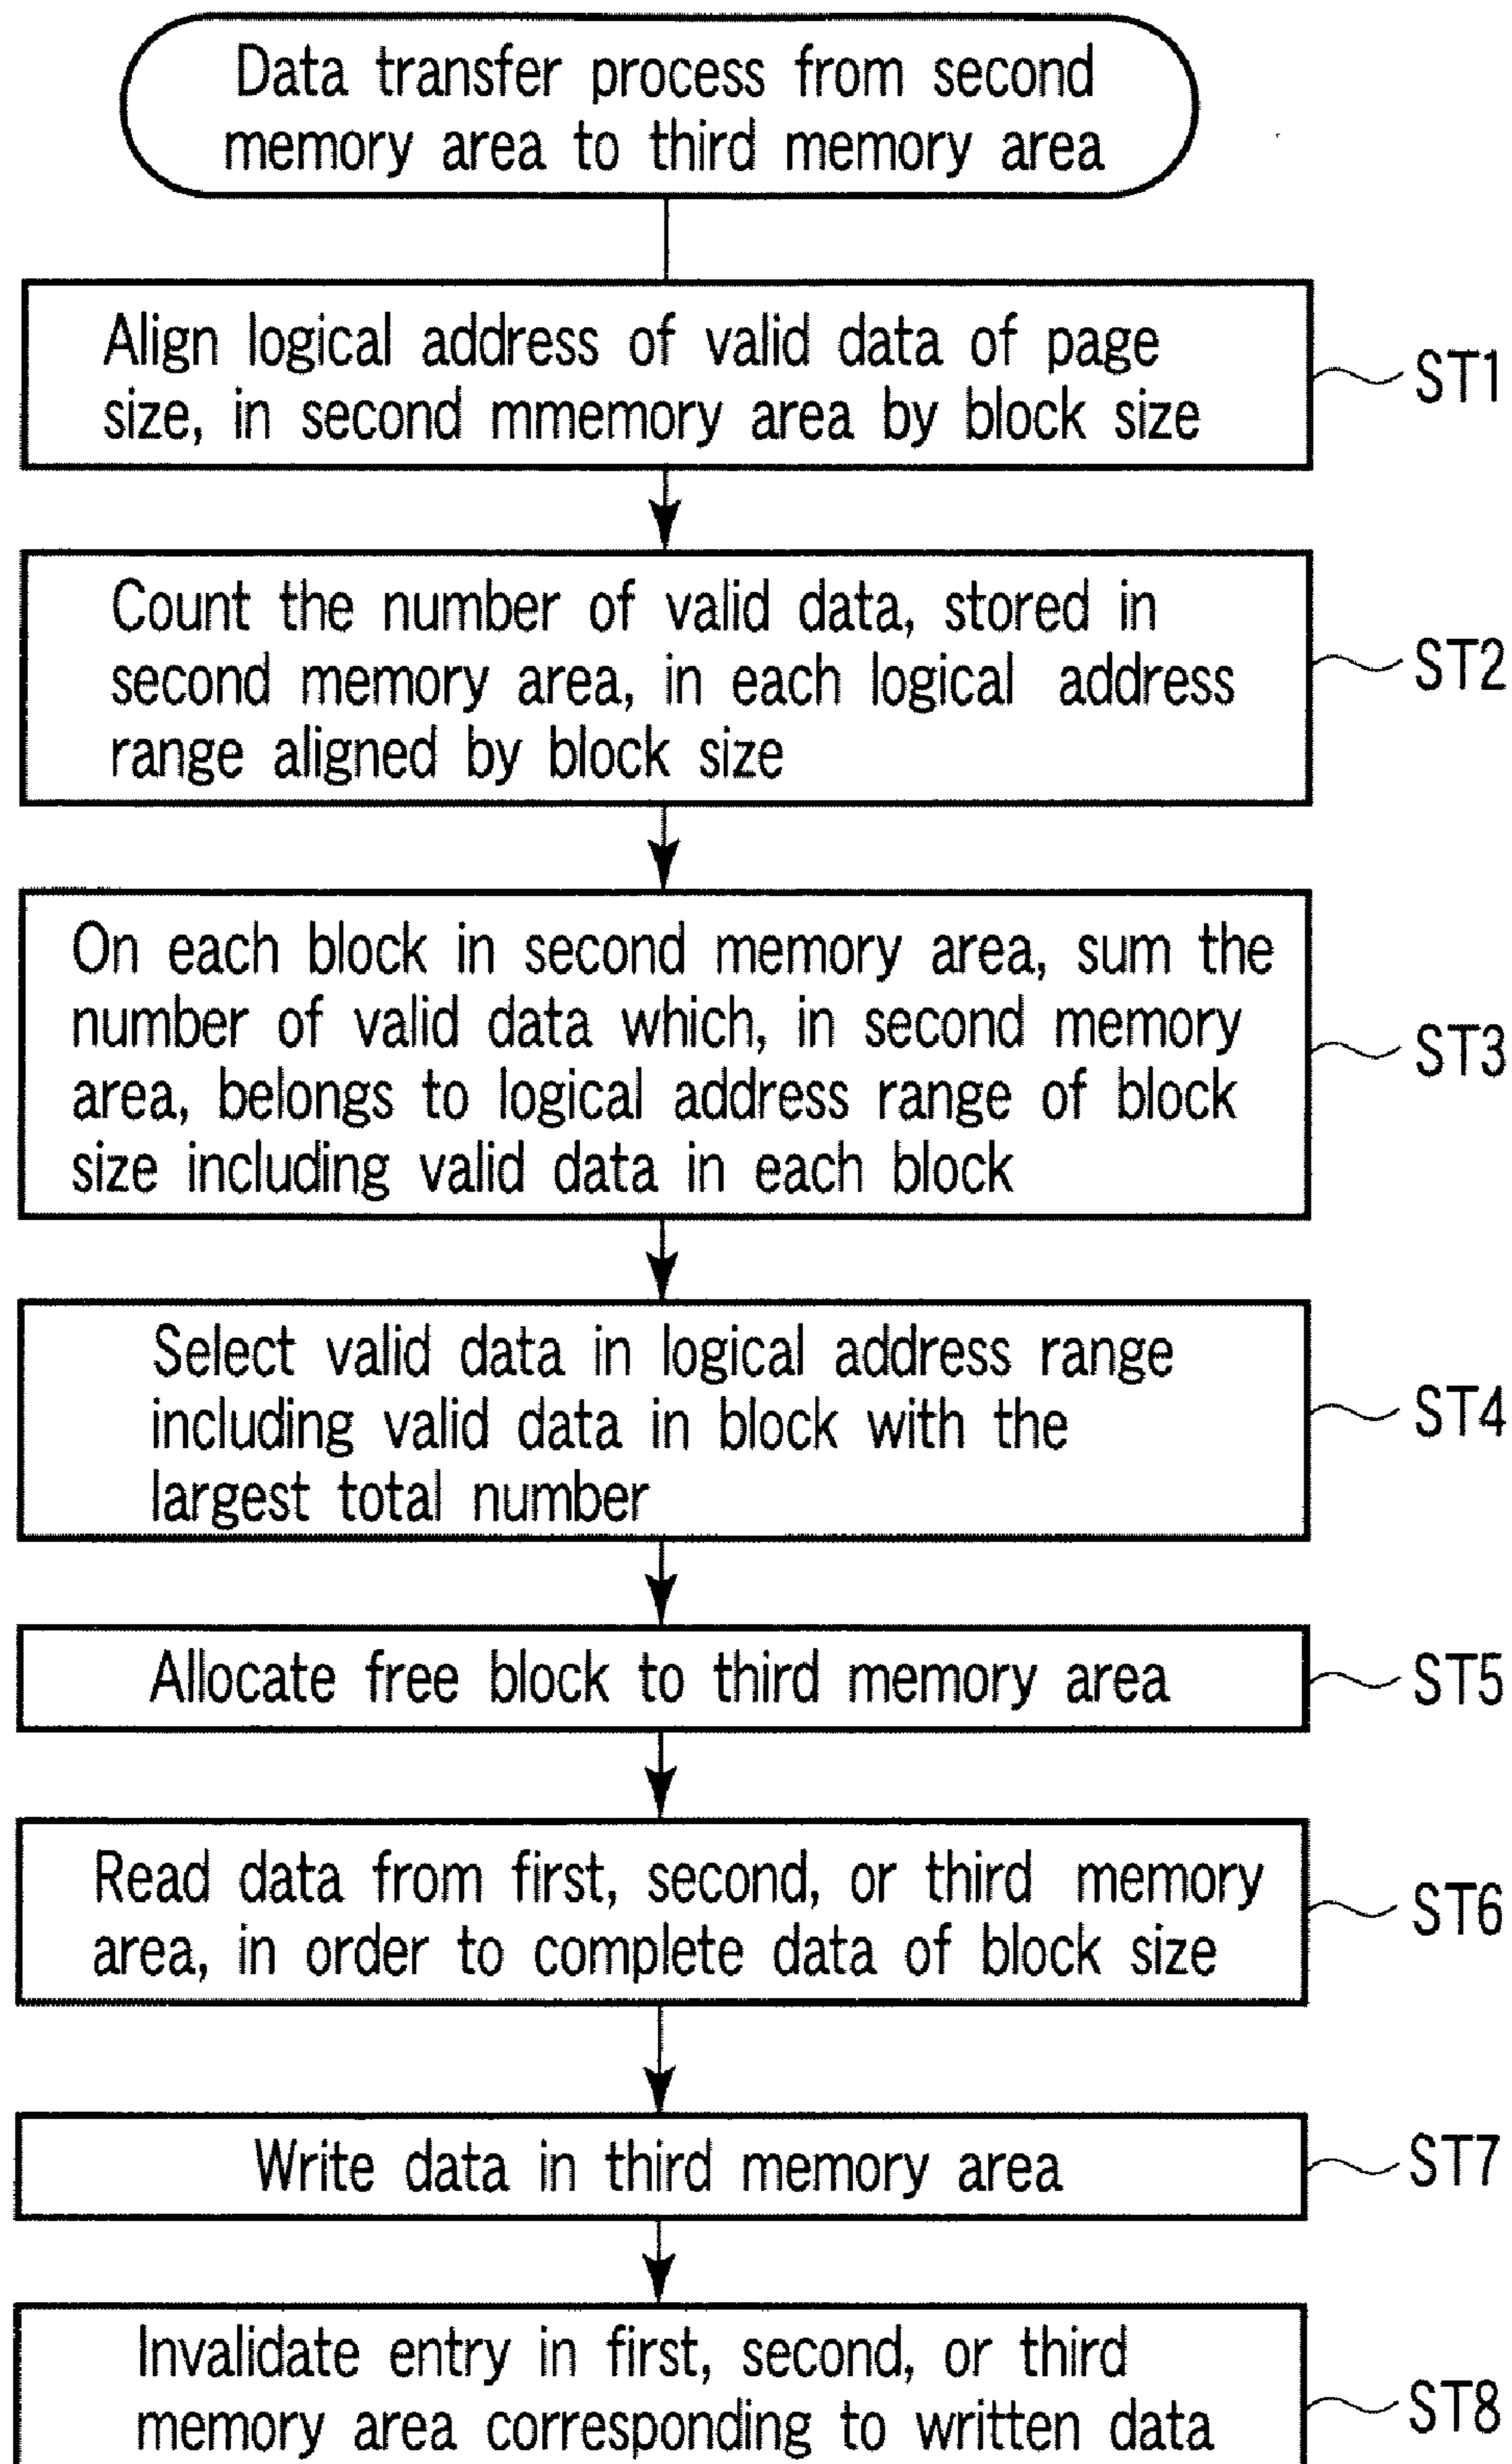 Data transfer process from second
memory area to third memory area
Align logical address of valid data of page
size, in second mmemory area by block size
ST1
Count the number of valid data, stored in
second memory area, in each logical address
range aligned by block size
ST2
On each block in second memory area, sum the
number of valid data which, in second memory
area, belongs to logical address range of block
size including valid data in each block
ST3
Select valid data in logical address range
including valid data in block with the
largest total number
ST4
Allocate free block to third memory area
ST5
Read data from first, second, or third memory
area, in order to complete data of block size
ST6
Write data in third memory area
ST7
Invalidate entry in first, second, or third
memory area corresponding to written data
ST8